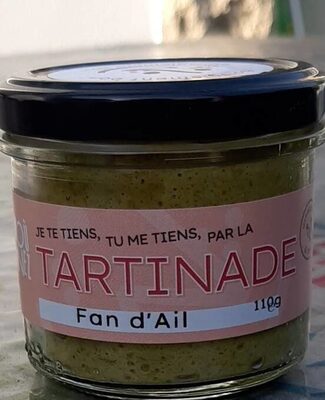 JE TE TIENS, TU ME TIENS, PAR LA
TARTINADE
Fan d'Ail
110g